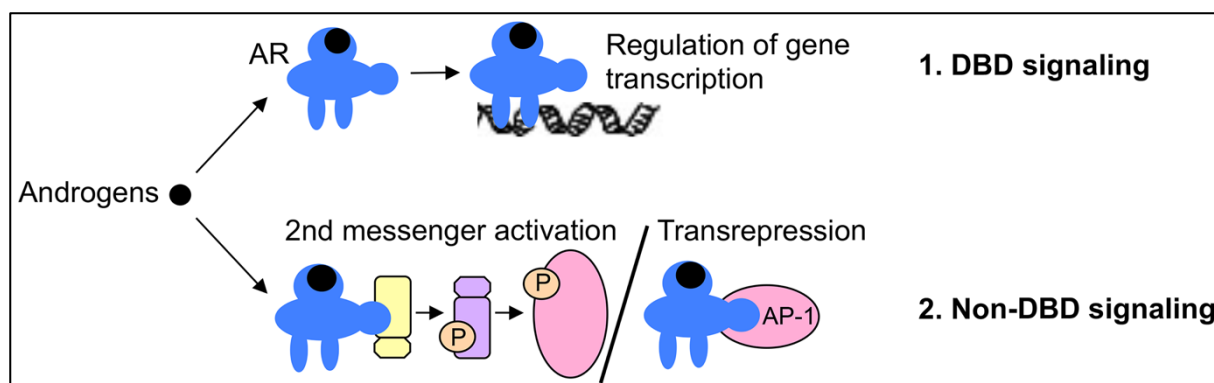 AR
Regulation of gene
transcription
1. DBD signaling
Androgens
2nd messenger activation
Transrepression
P
P
AP-1
2. Non-DBD signaling